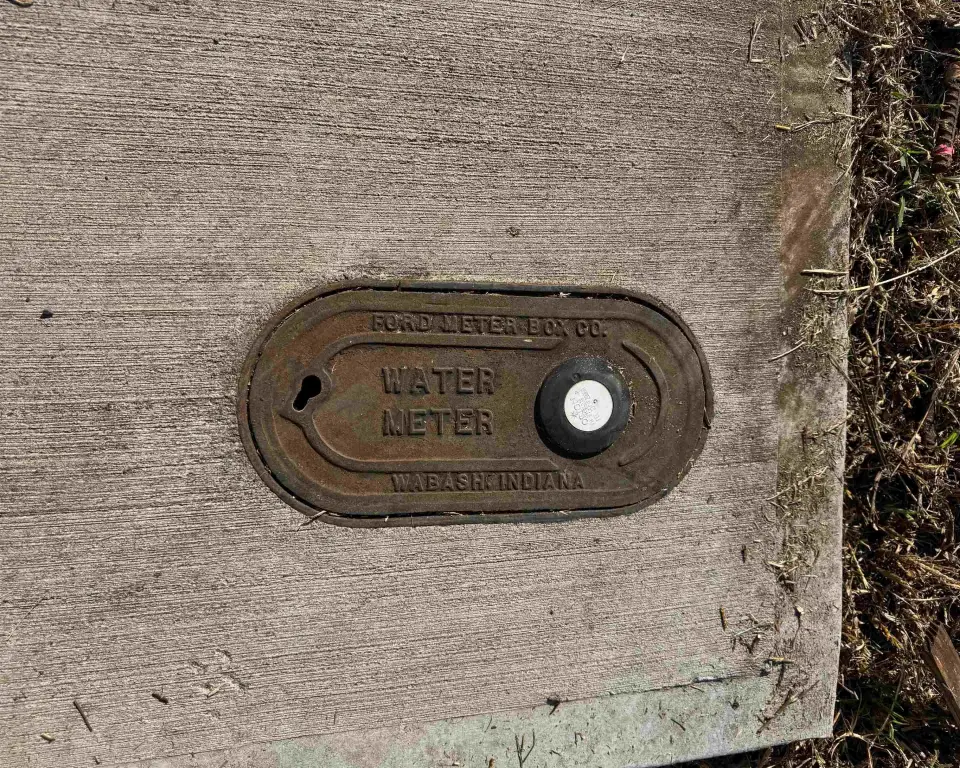 FORD METER BOX CO.
WATER
METER
WABASH, INDIANA